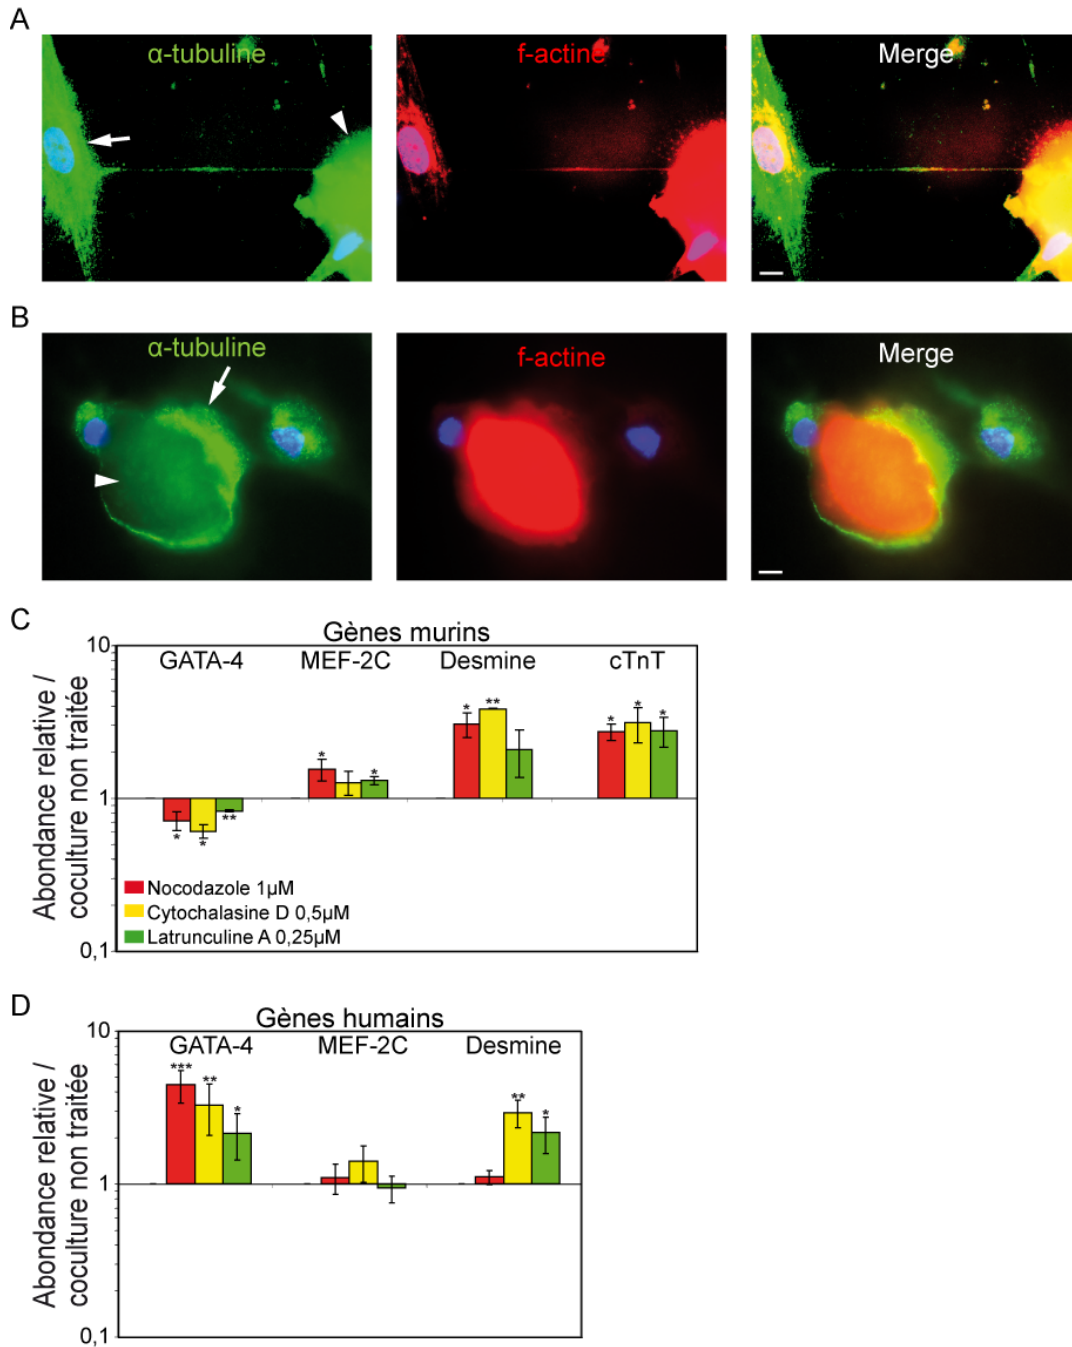 A
α-tubuline
f-actine
Merge
B
α-tubuline
f-actine
Merge
C
Gènes murins
GATA-4 MEF-2C Desmine cTnT
Abondance relative /
coculture non traitée
10
1
0,1
* * ** * * * ** * * *
Nocodazole 1µM
Cytochalasine D 0,5µM
Latrunculine A 0,25µM
D
Gènes humains
GATA-4 MEF-2C Desmine
Abondance relative /
coculture non traitée
10
1
0,1
*** ** * ** *